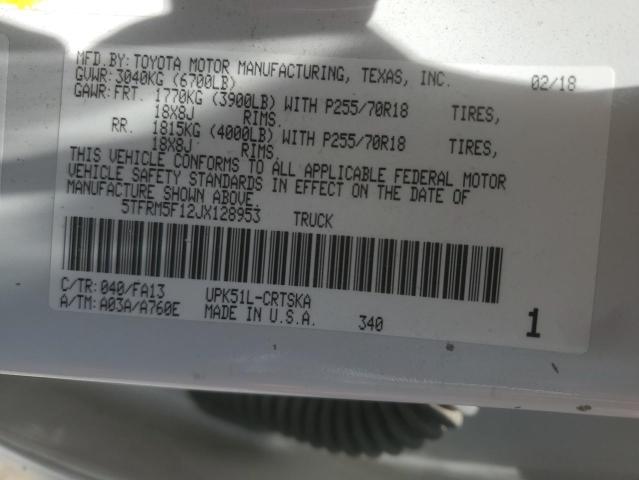 MFD.BY: TOYOTA MOTOR MANUFACTURING, TEXAS, INC. 02/18
GVWR: 3040KG (6700LB)
GAWR: FRT. 1770KG (3900LB) WITH P255/70R18 TIRES,
18X8J RIMS.
RR. 1815KG (4000LB) WITH P255/70R18 TIRES,
18X8J. RIMS.
THIS VEHICLE CONFORMS TO ALL APPLICABLE FEDERAL MOTOR
VEHICLE SAFETY STANDARDS IN EFFECT ON THE DATE OF
MANUFACTURE SHOWN ABOVE.
5TFRM5F12JX128953 TRUCK
C/TR: 040/FA13 UPK51L-CRTSKA
A/TM: A03A/A760E MADE IN U.S.A. 340 1